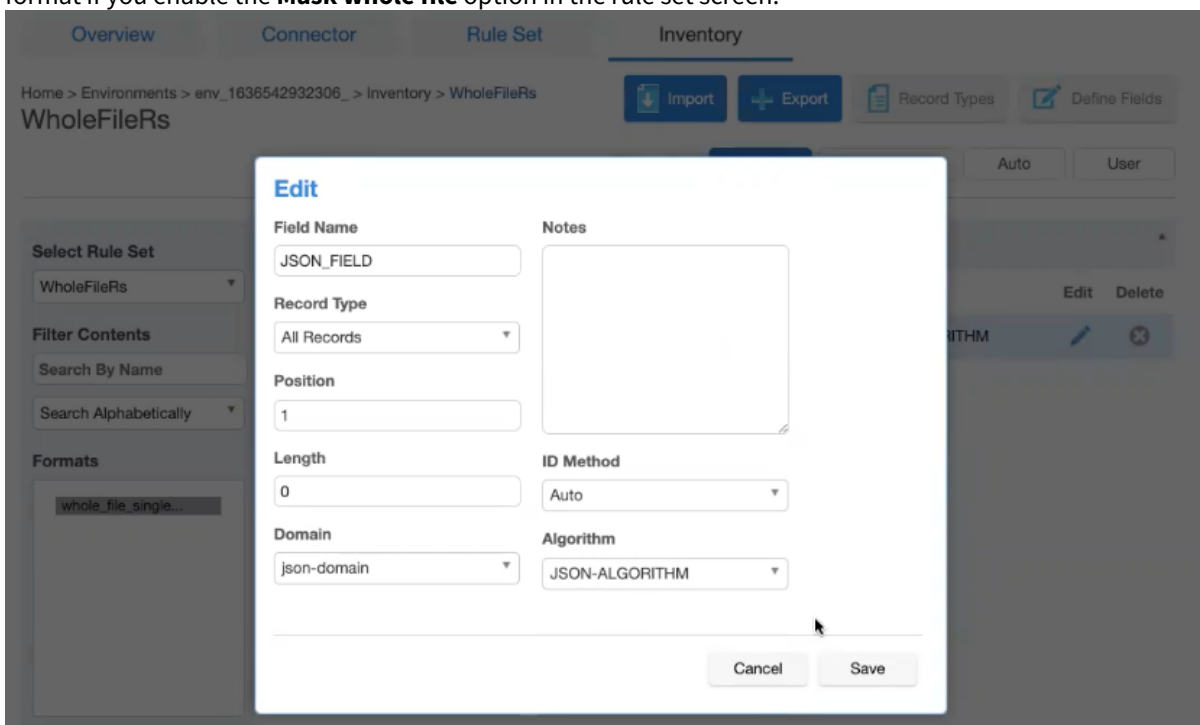 format if you enable the Mask whole file option in the rule set screen.
Overview Connector Rule Set Inventory
Home > Environments > env_1636542932306_ > Inventory > WholeFileRs
WholeFileRs
Import Export Record Types Define Fields
Auto User
Edit
Field Name
JSON_FIELD
Record Type
All Records
Position
1
Length
0
Domain
json-domain
Notes
ID Method
Auto
Algorithm
JSON-ALGORITHM
Cancel Save
Select Rule Set
WholeFileRs
Filter Contents
Search By Name
Search Alphabetically
Formats
whole_file_single...
Edit Delete
RITHM